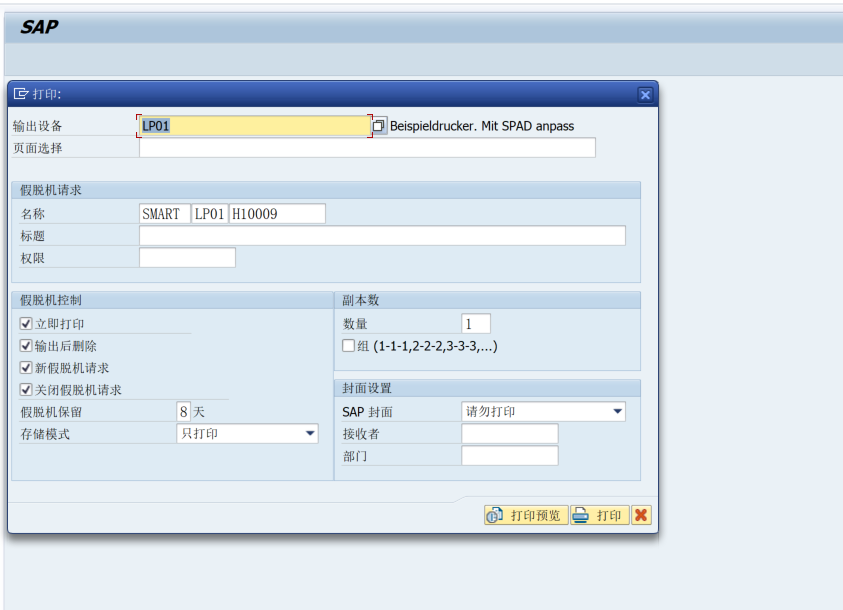 SAP
打印:
输出设备 LP01 Beispieldrucker. Mit SPAD anpass
页面选择
假脱机请求
名称 SMART LP01 H10009
标题
权限
假脱机控制
立即打印
输出后删除
新假脱机请求
关闭假脱机请求
假脱机保留 8 天
存储模式 只打印
副本数
数量 1
组 (1-1-1,2-2-2,3-3-3,...)
封面设置
SAP 封面 请勿打印
接收者
部门
打印预览 打印